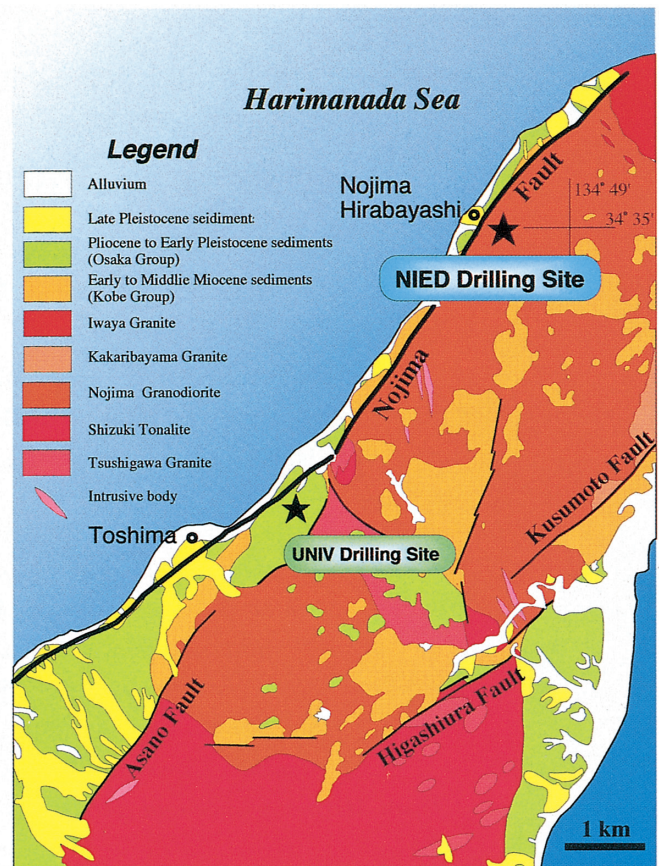 Harimanada Sea
Legend
Alluvium
Late Pleistocene seidiment:
Pliocene to Early Pleistocene sediments
(Osaka Group)
Early to Middlie Miocene sediments
(Kobe Group)
Iwaya Granite
Kakaribayama Granite
Nojima Granodiorite
Shizuki Tonalite
Tsushigawa Granite
Intrusive body
Nojima
Hirabayashi
Fault
134° 49'
34° 35'
NIED Drilling Site
Nojima
Kusumoto Fault
Toshima
UNIV Drilling Site
Asano Fault
Higashiura Fault
1 km